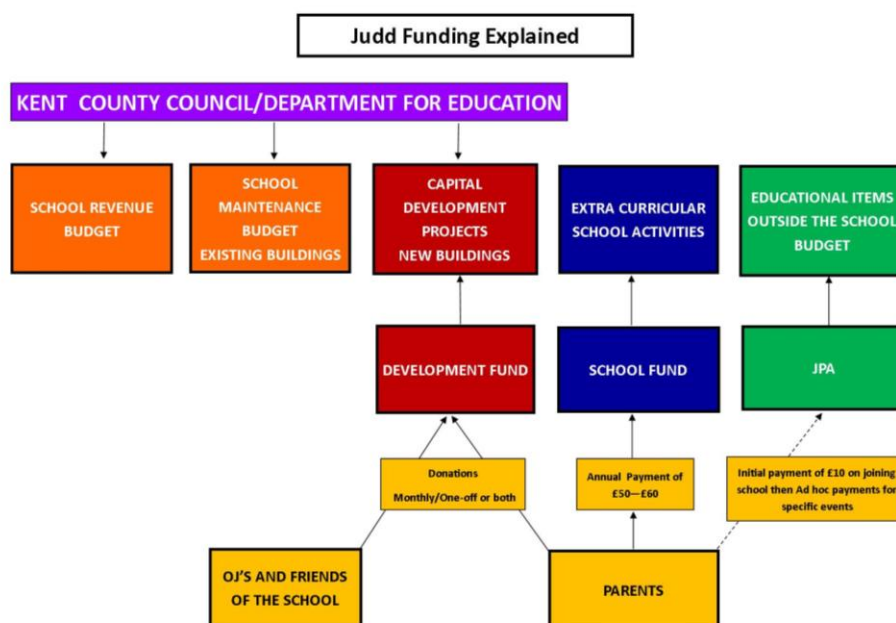 Judd Funding Explained
KENT COUNTY COUNCIL/DEPARTMENT FOR EDUCATION
SCHOOL REVENUE
BUDGET
SCHOOL
MAINTENANCE
BUDGET
EXISTING BUILDINGS
CAPITAL
DEVELOPMENT
PROJECTS
NEW BUILDINGS
EXTRA CURRICULAR
SCHOOL ACTIVITIES
EDUCATIONAL ITEMS
OUTSIDE THE SCHOOL
BUDGET
DEVELOPMENT FUND
SCHOOL FUND
JPA
Donations
Monthly/One-off or both
Annual Payment of
£50—£60
Initial payment of £10 on joining
school then Ad hoc payments for
specific events
OJ'S AND FRIENDS
OF THE SCHOOL
PARENTS